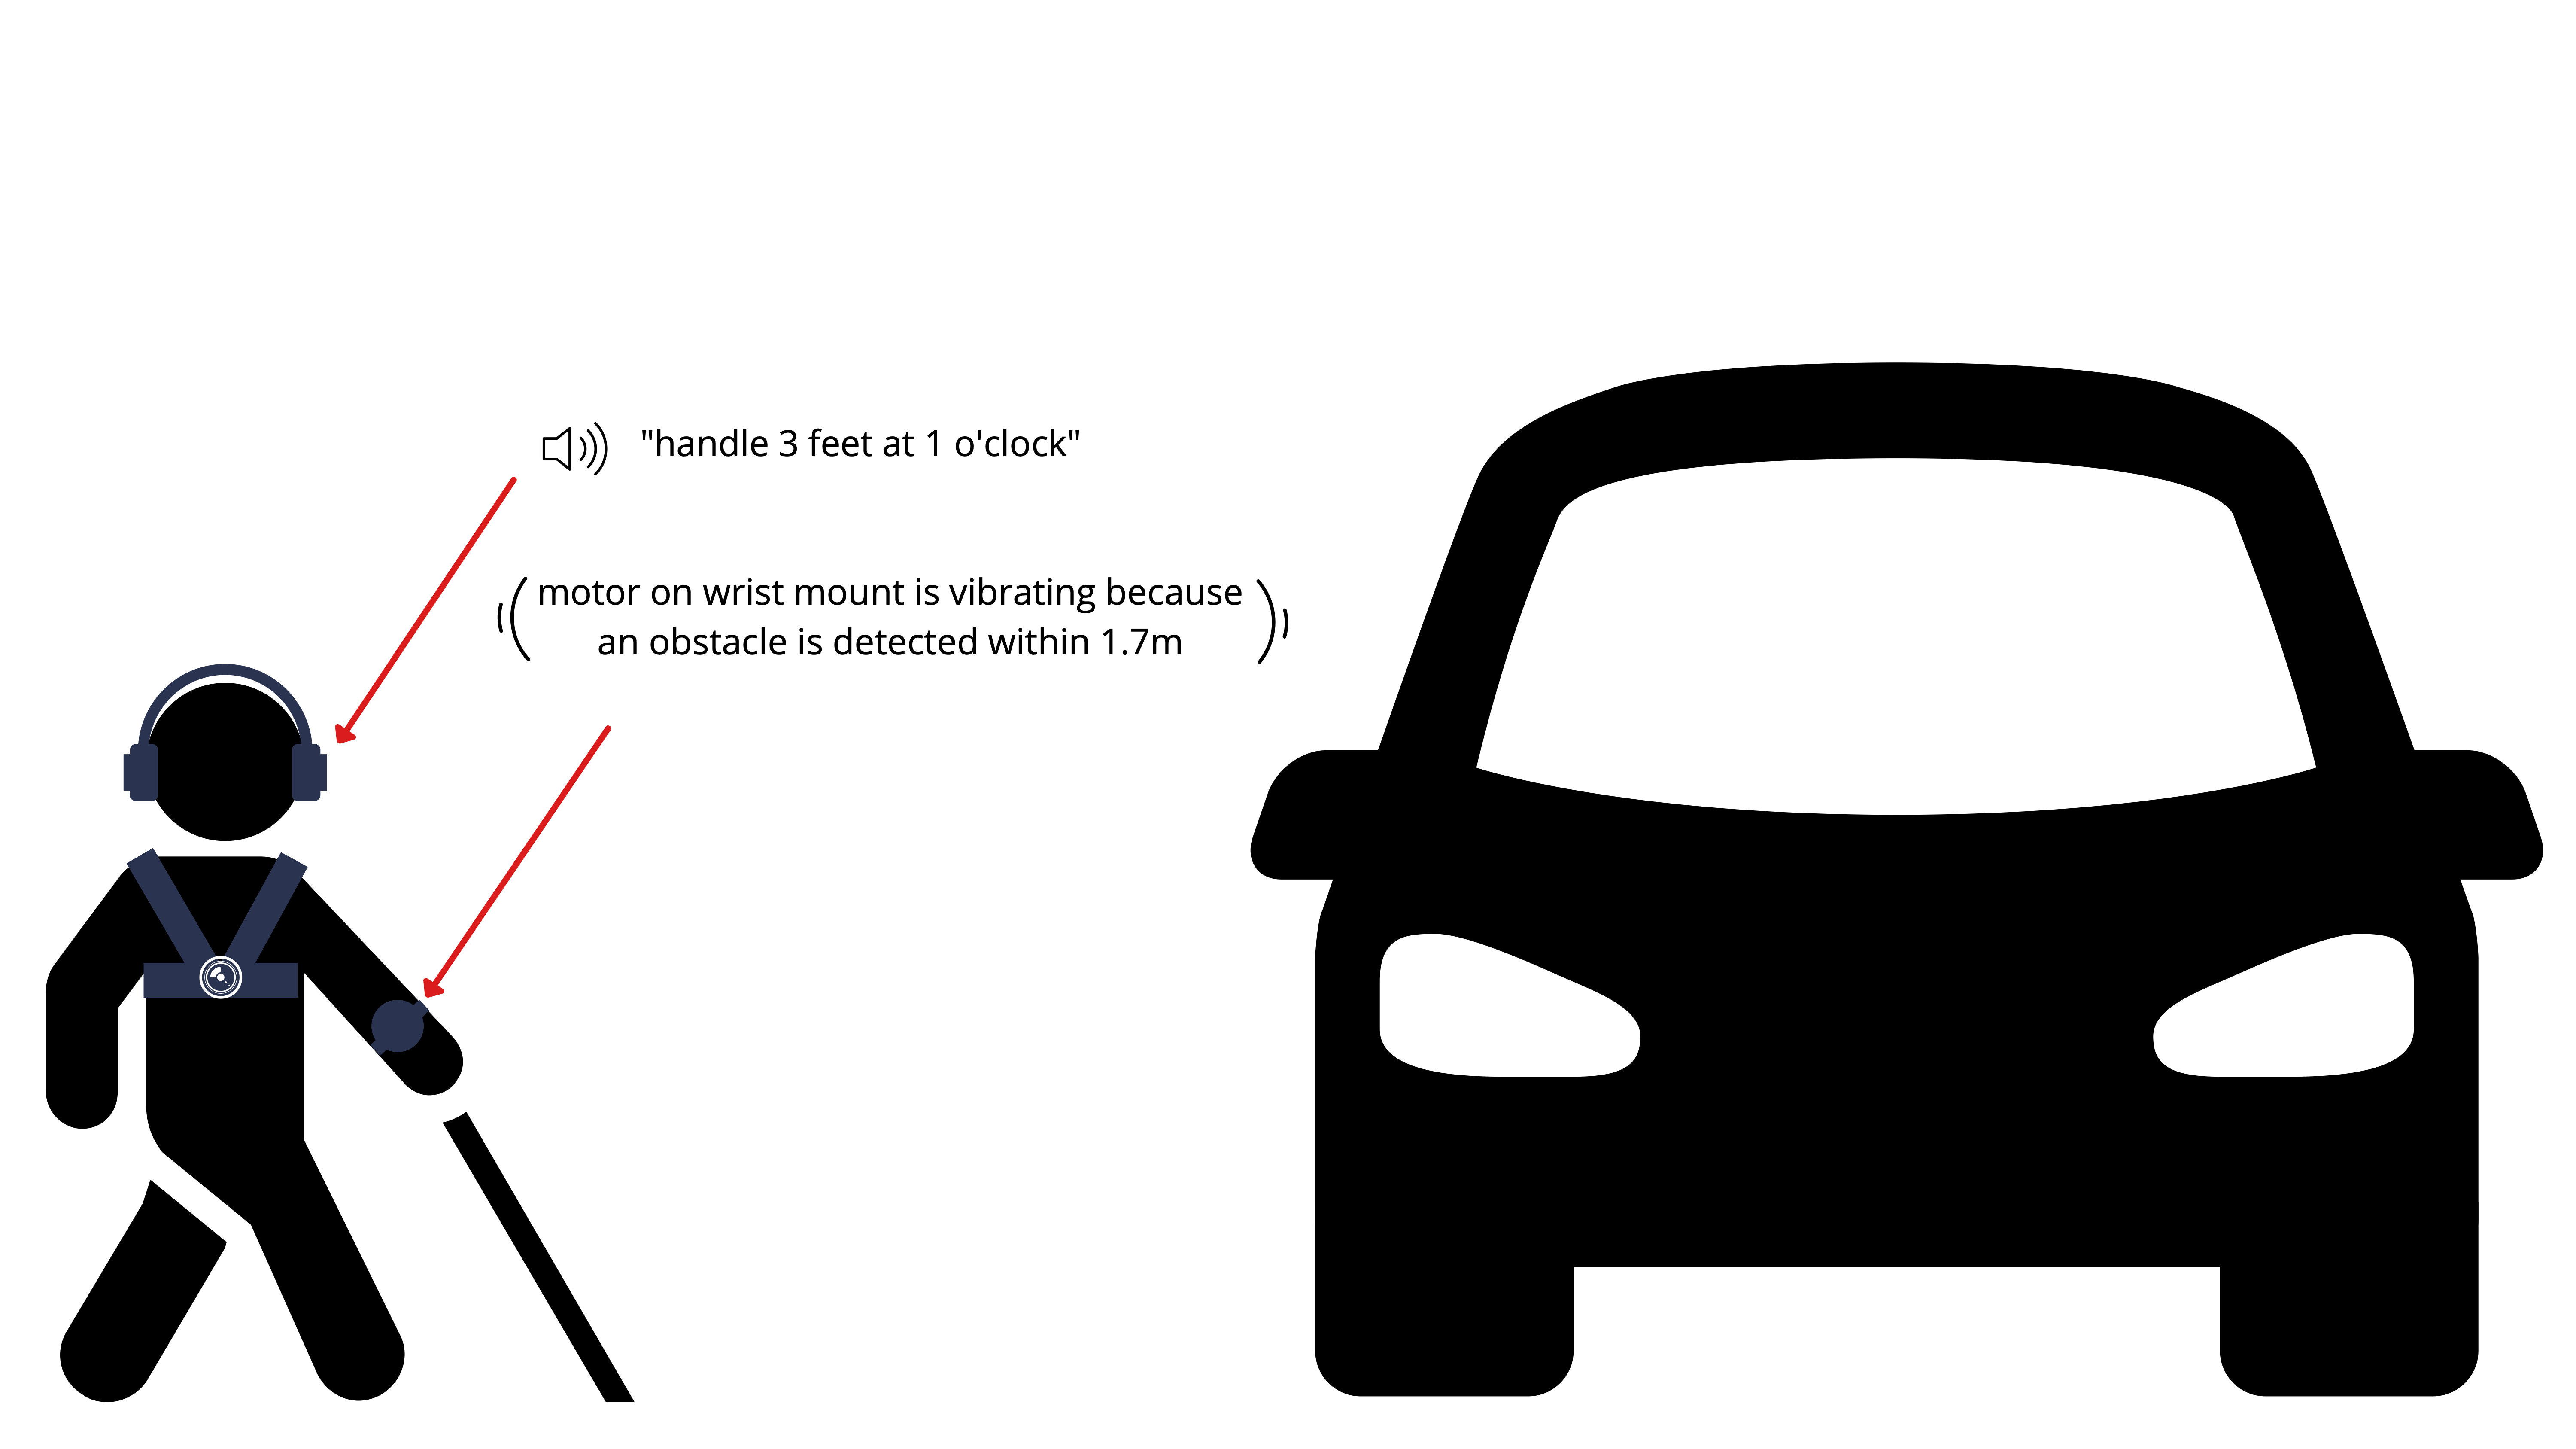 "handle 3 feet at 1 o'clock"
motor on wrist mount is vibrating because
an obstacle is detected within 1.7m